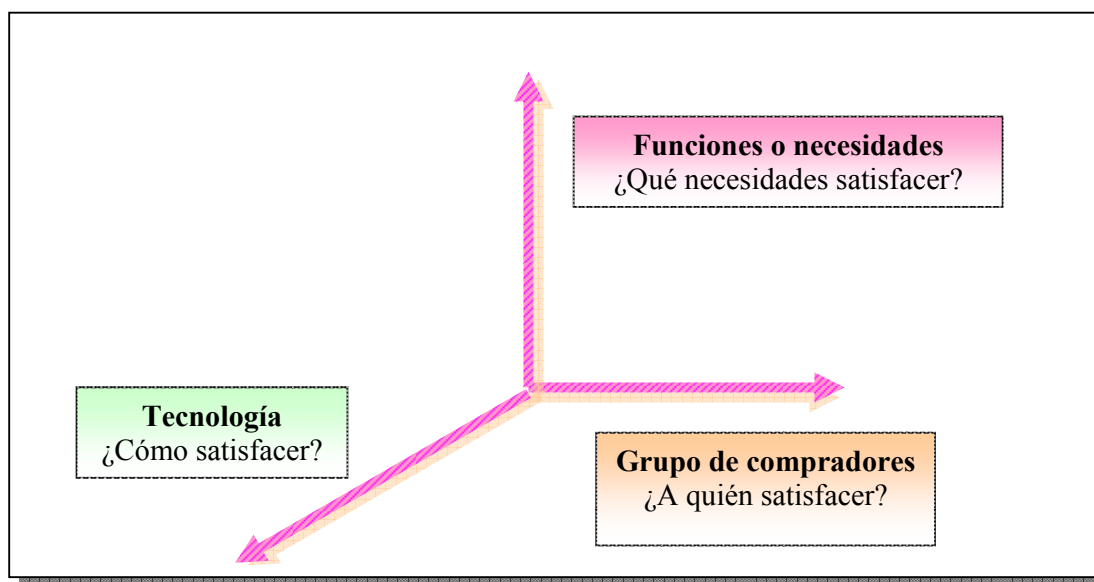 Funciones o necesidades
¿Qué necesidades satisfacer?
Tecnología
¿Cómo satisfacer?
Grupo de compradores
¿A quién satisfacer?